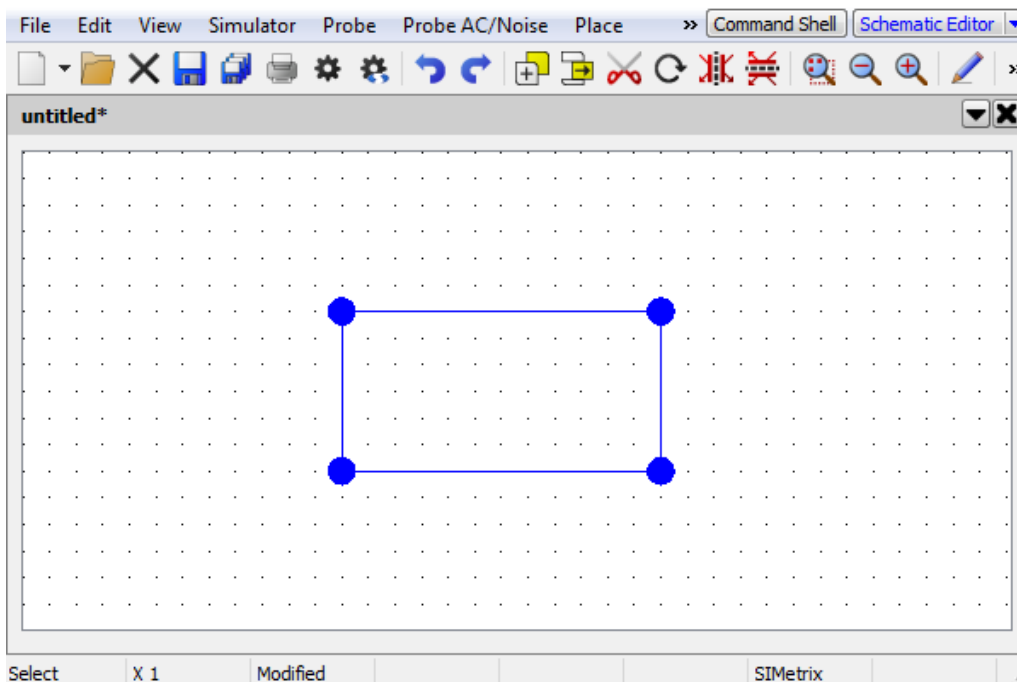 File Edit View Simulator Probe Probe AC/Noise Place » Command Shell Schematic Editor
»
untitled*
Select X 1 Modified SIMetrix